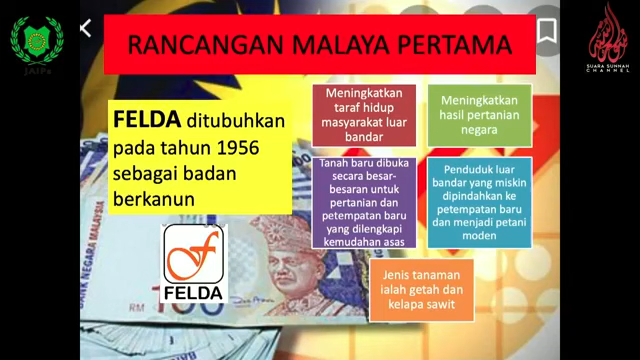 JAIPs
RANCANGAN MALAYA PERTAMA
SUARA SUNNAH
CHANNEL
FELDA ditubuhkan
pada tahun 1956
sebagai badan
berkanun
Meningkatkan
taraf hidup
masyarakat luar
bandar
Meningkatkan
hasil pertanian
negara
Tanah baru dibuka
secara besar-
besaran untuk
pertanian dan
petempatan baru
yang dilengkapi
kemudahan asas
Penduduk luar
bandar yang miskin
dipindahkan ke
petempatan baru
dan menjadi petani
moden
Jenis tanaman
ialah getah dan
kelapa sawit
FELDA
BANK NEGARA MALAYSIA
RM 100